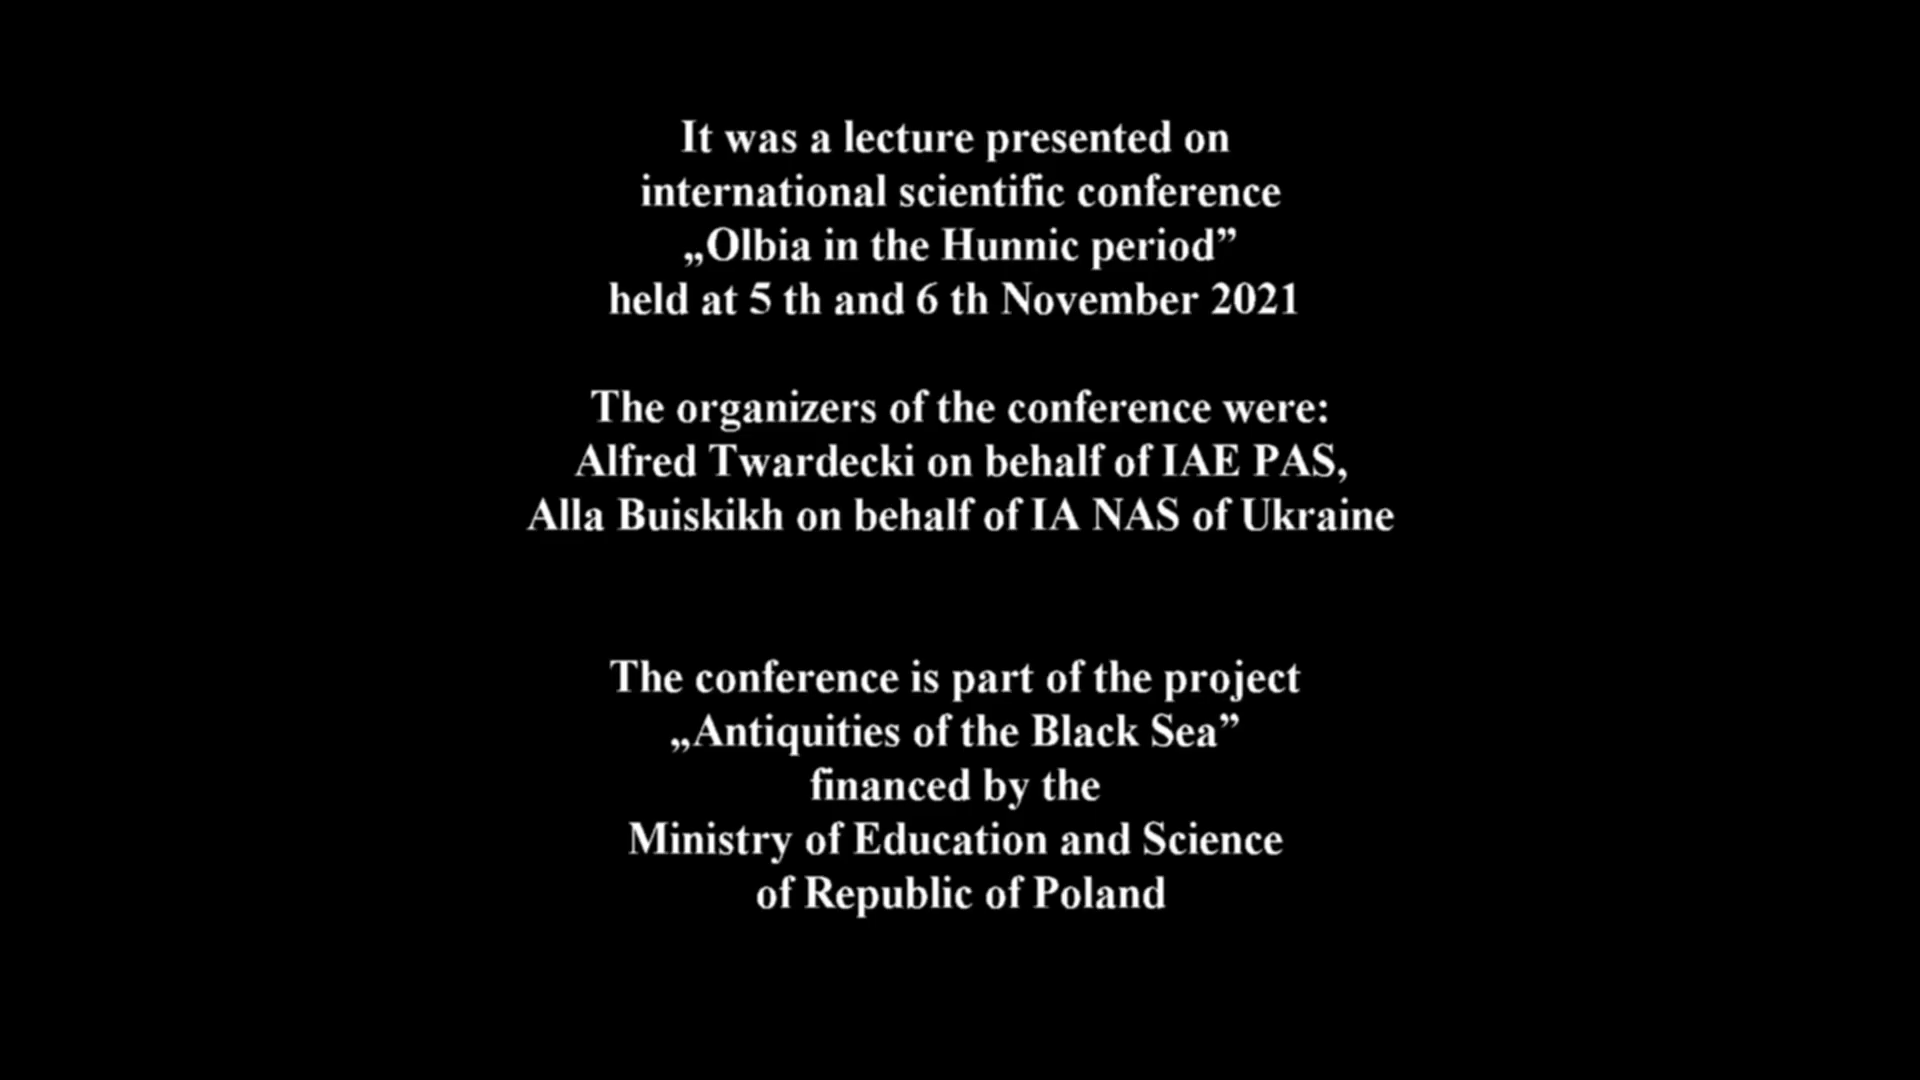 It was a lecture presented on
international scientific conference
„Olbia in the Hunnic period”
held at 5 th and 6 th November 2021
The organizers of the conference were:
Alfred Twardecki on behalf of IAE PAS,
Alla Buiskikh on behalf of IA NAS of Ukraine
The conference is part of the project
„Antiquities of the Black Sea”
financed by the
Ministry of Education and Science
of Republic of Poland